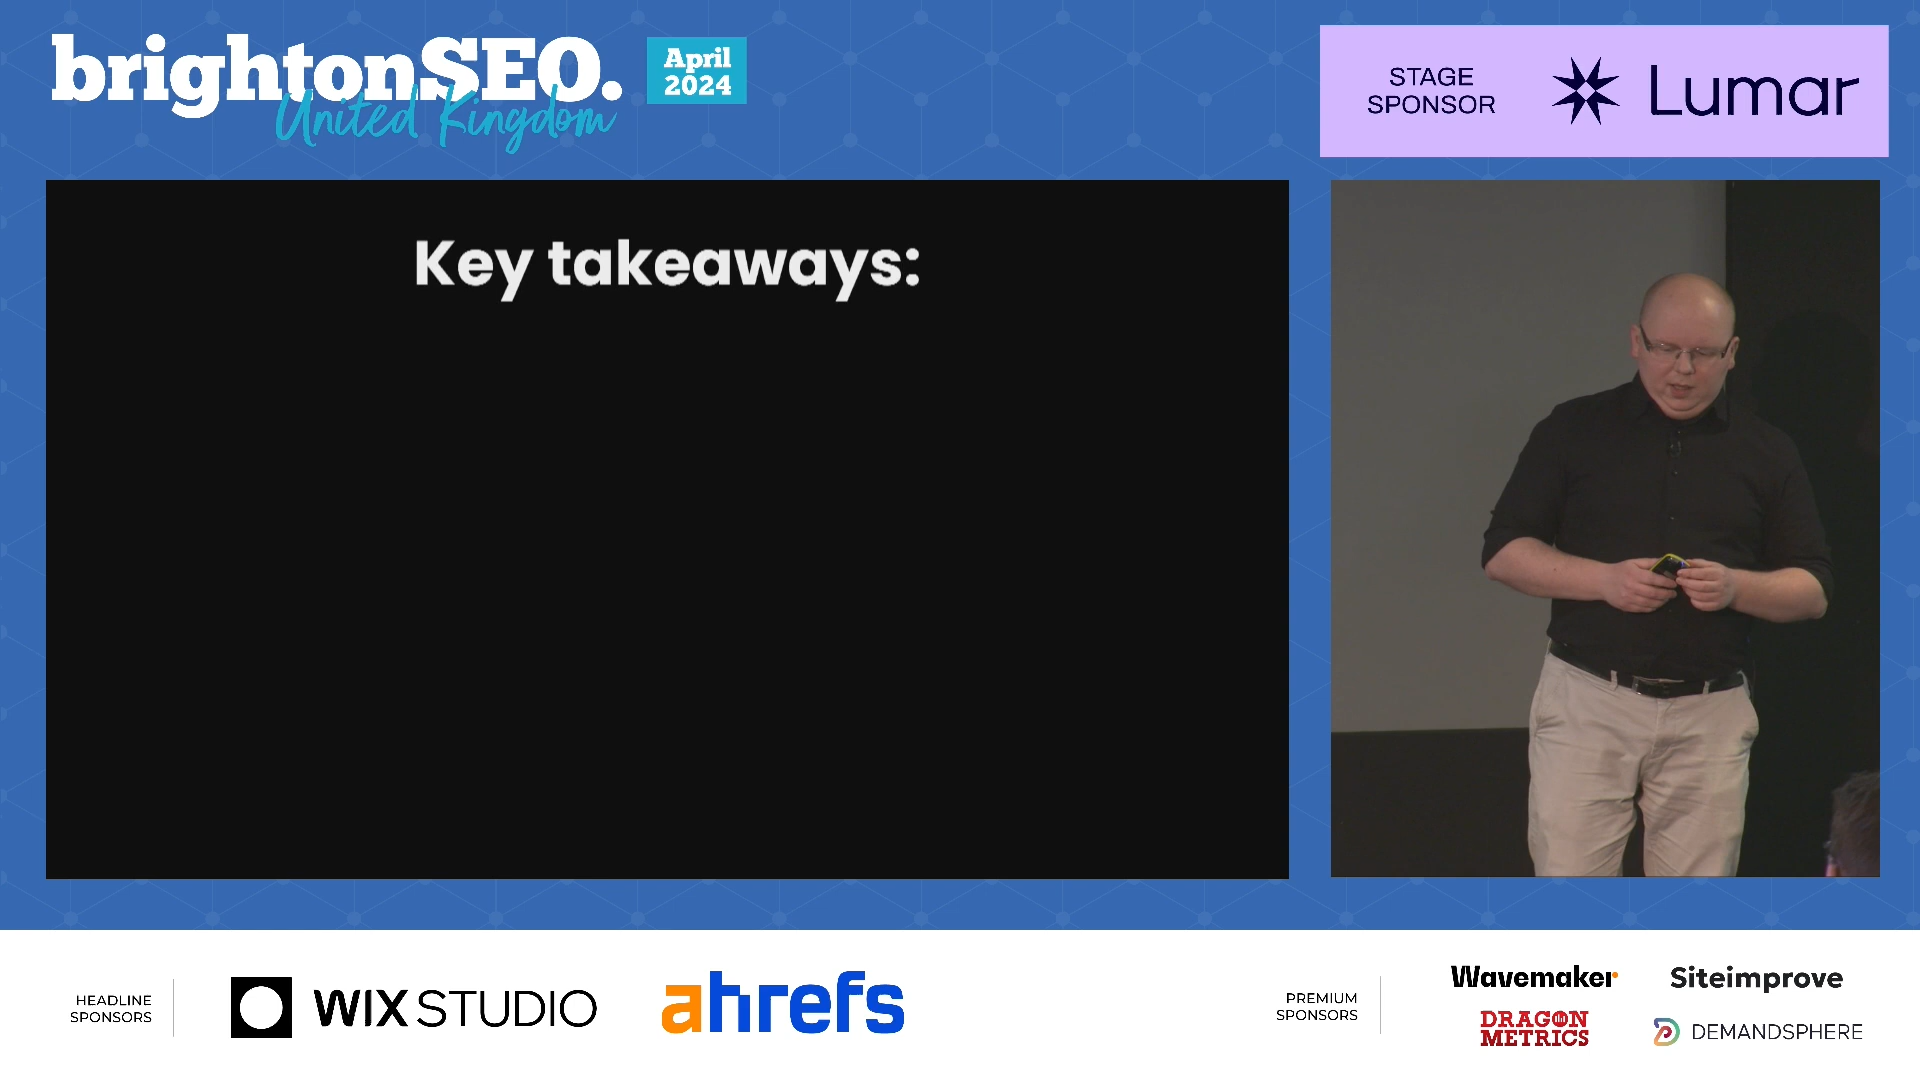 brightonSEO.
United Kingdom
April
2024
STAGE
SPONSOR
Lumar
Key takeaways:
HEADLINE
SPONSORS
WIX STUDIO
ahrefs
PREMIUM
SPONSORS
Wavemaker
Siteimprove
DRAGON
METRICS
DEMANDSPHERE